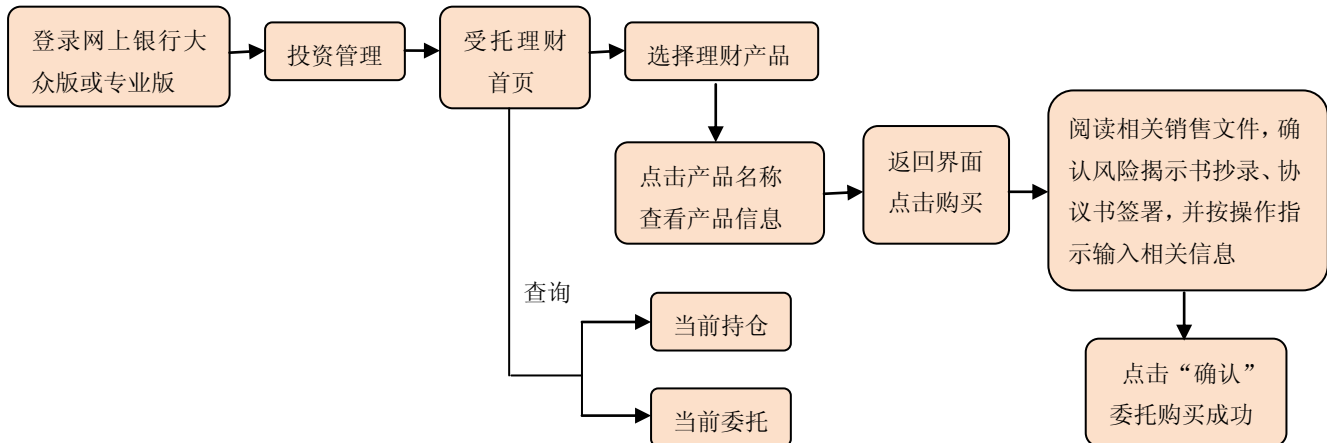 登录网上银行大
众版或专业版
投资管理
受托理财
首页
选择理财产品
点击产品名称
查看产品信息
返回界面
点击购买
阅读相关销售文件，确
认风险揭示书抄录、协
议书签署，并按操作指
示输入相关信息
点击“确认”
委托购买成功
查询
当前持仓
当前委托